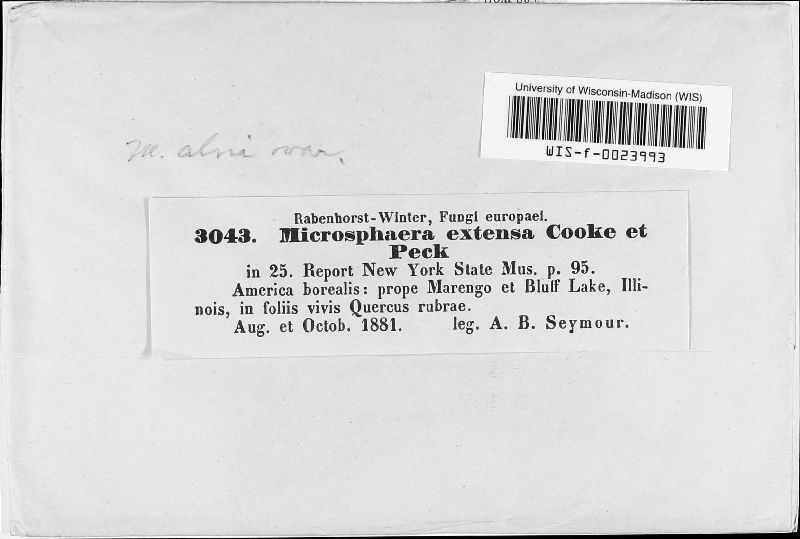 University of Wisconsin-Madison (WIS)
WIS-f-0023993
M. alni var.
Rabenhorst-Winter, Fungi europaei.
3043. Microsphaera extensa Cooke et
Peck
in 25. Report New York State Mus. p. 95.
America borealis: prope Marengo et Bluff Lake, Illi-
nois, in foliis vivis Quercus rubrae.
Aug. et Octob. 1881. leg. A. B. Seymour.